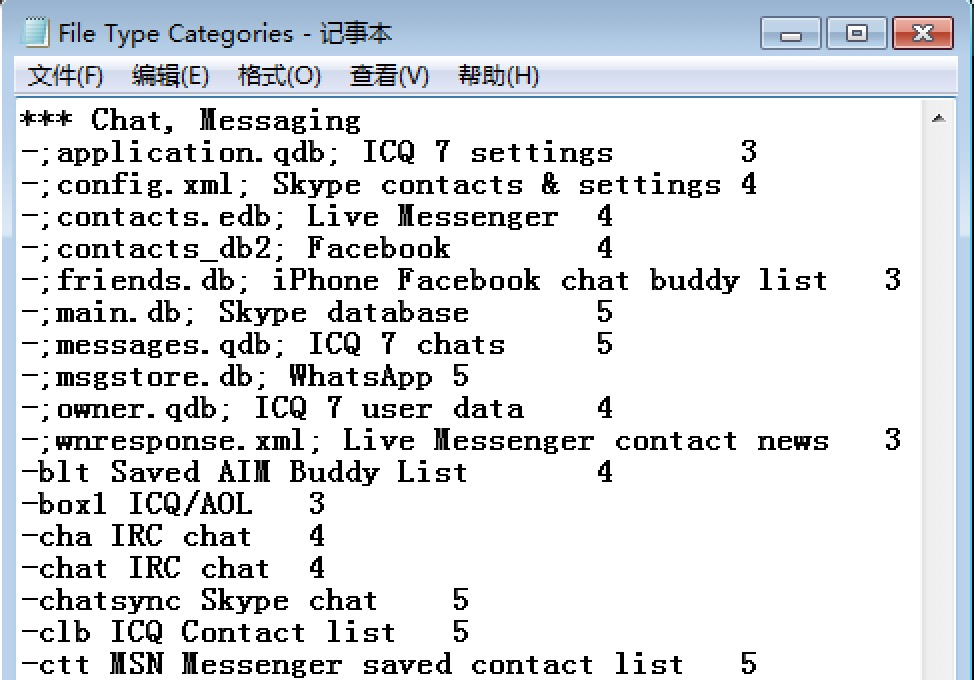 File Type Categories - 记事本
文件(F) 编辑(E) 格式(O) 查看(V) 帮助(H)
*** Chat, Messaging
-;application.qdb; ICQ 7 settings 3
-;config.xml; Skype contacts & settings 4
-;contacts.edb; Live Messenger 4
-;contacts_db2; Facebook 4
-;friends.db; iPhone Facebook chat buddy list 3
-;main.db; Skype database 5
-;messages.qdb; ICQ 7 chats 5
-;msgstore.db; WhatsApp 5
-;owner.qdb; ICQ 7 user data 4
-;wnresponse.xml; Live Messenger contact news 3
-blt Saved AIM Buddy List 4
-box1 ICQ/AOL 3
-cha IRC chat 4
-chat IRC chat 4
-chatsync Skype chat 5
-clb ICQ Contact list 5
-ctt MSN Messenger saved contact list 5